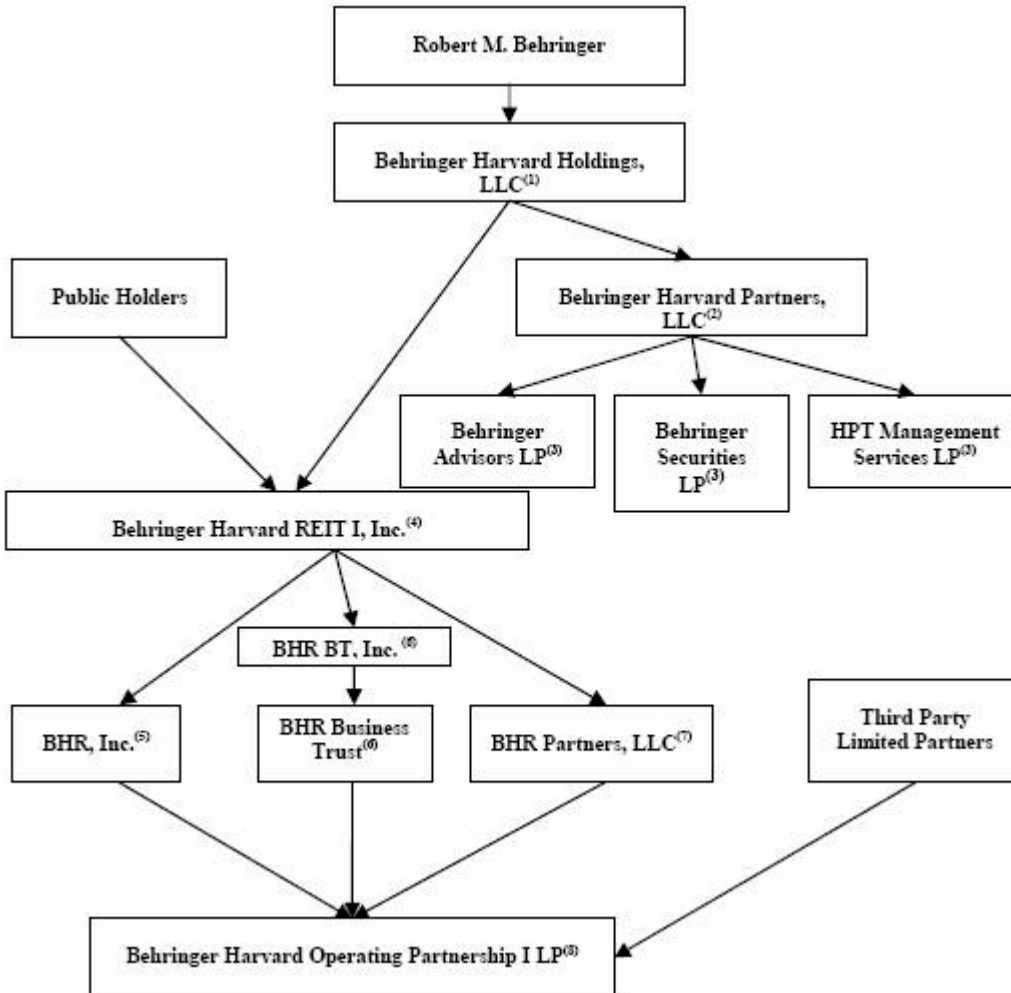 Robert M. Behringer
Behringer Harvard Holdings,
LLC(1)
Public Holders
Behringer Harvard Partners,
LLC(2)
Behringer
Advisors LP(3)
Behringer
Securities
LP(3)
HPT Management
Services LP(3)
Behringer Harvard REIT I, Inc.(4)
BHR BT, Inc. (6)
BHR, Inc.(5)
BHR Business
Trust(6)
BHR Partners, LLC(7)
Third Party
Limited Partners
Behringer Harvard Operating Partnership I LP(8)